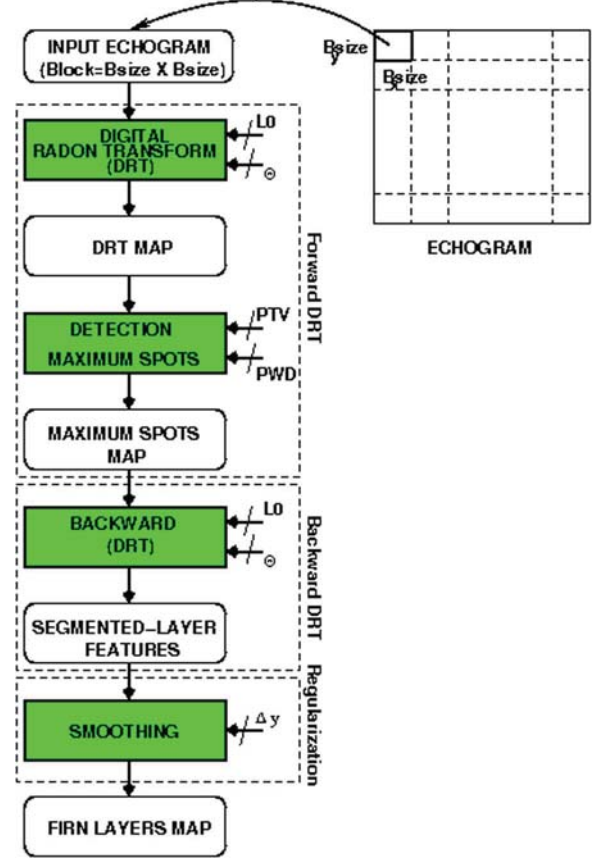 INPUT ECHOGRAM
(Block=Bsize X Bsize)
Bsize
y
Bsize
x
ECHOGRAM
DIGITAL
RADON TRANSFORM
(DRT)
L0
Θ
DRT MAP
Forward DRT
DETECTION
MAXIMUM SPOTS
PTV
PWD
MAXIMUM SPOTS
MAP
BACKWARD
(DRT)
L0
Θ
Backward DRT
SEGMENTED-LAYER
FEATURES
SMOOTHING
Δy
Regularization
FIRN LAYERS MAP